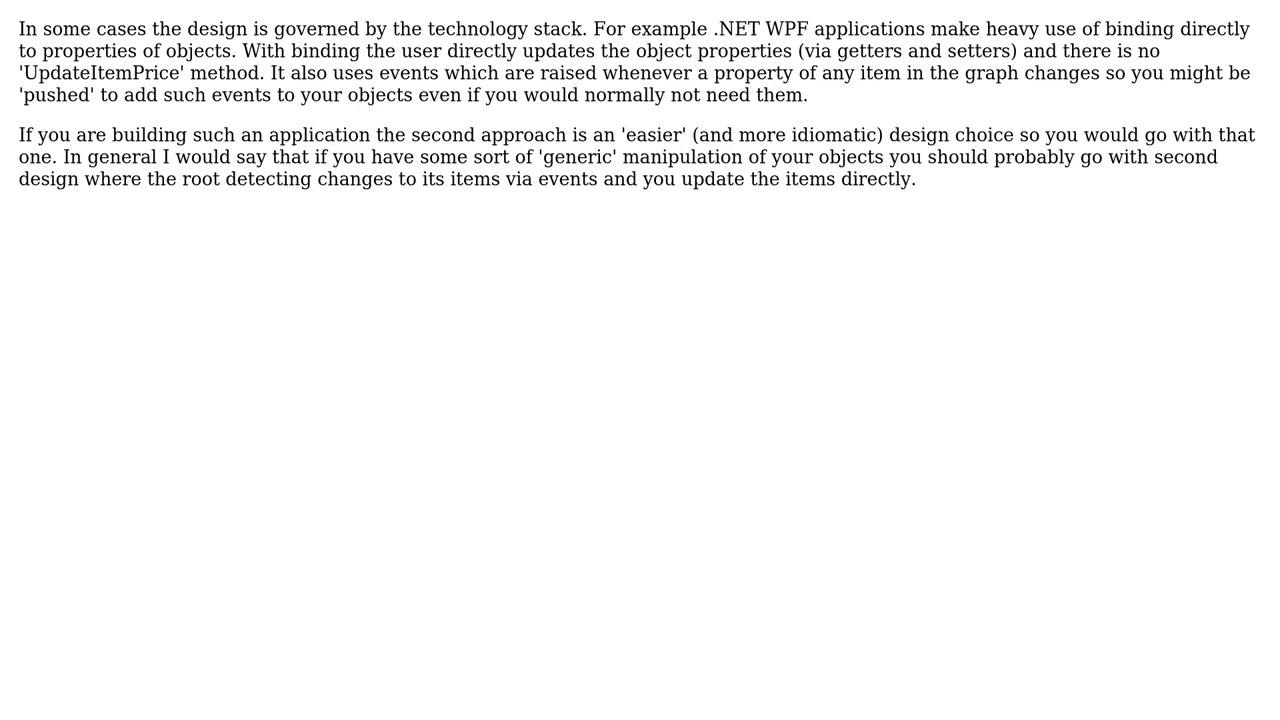 In some cases the design is governed by the technology stack. For example .NET WPF applications make heavy use of binding directly
to properties of objects. With binding the user directly updates the object properties (via getters and setters) and there is no
'UpdateItemPrice' method. It also uses events which are raised whenever a property of any item in the graph changes so you might be
'pushed' to add such events to your objects even if you would normally not need them.
If you are building such an application the second approach is an 'easier' (and more idiomatic) design choice so you would go with that
one. In general I would say that if you have some sort of 'generic' manipulation of your objects you should probably go with second
design where the root detecting changes to its items via events and you update the items directly.